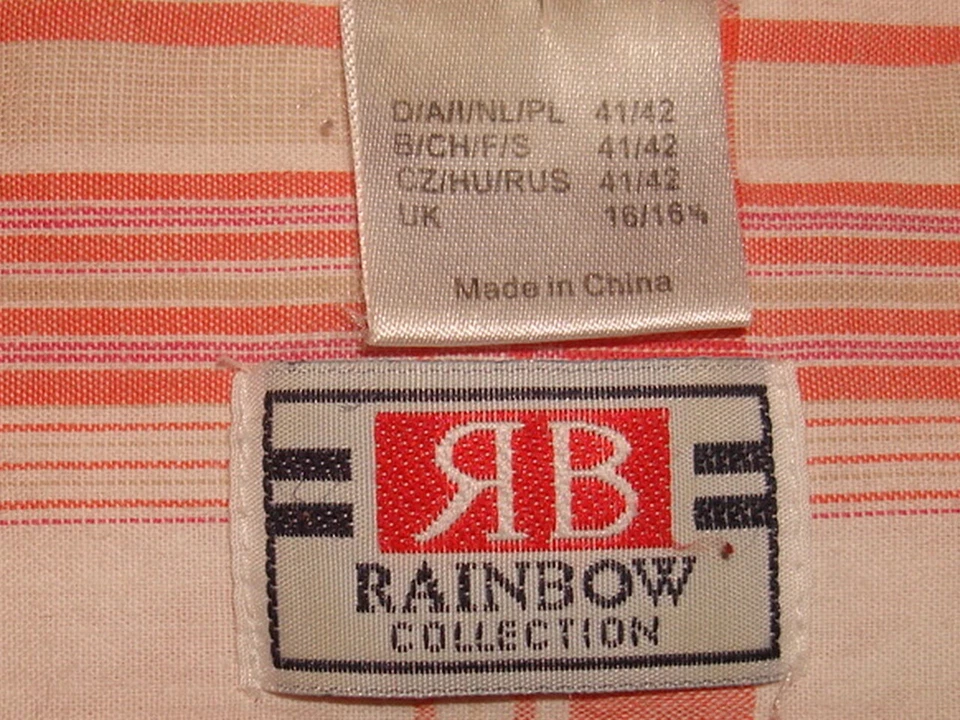 D/A/I/NL/PL 41/42
B/CH/F/S 41/42
CZ/HU/RUS 41/42
UK 16/16½
Made in China
RB
RAINBOW
COLLECTION